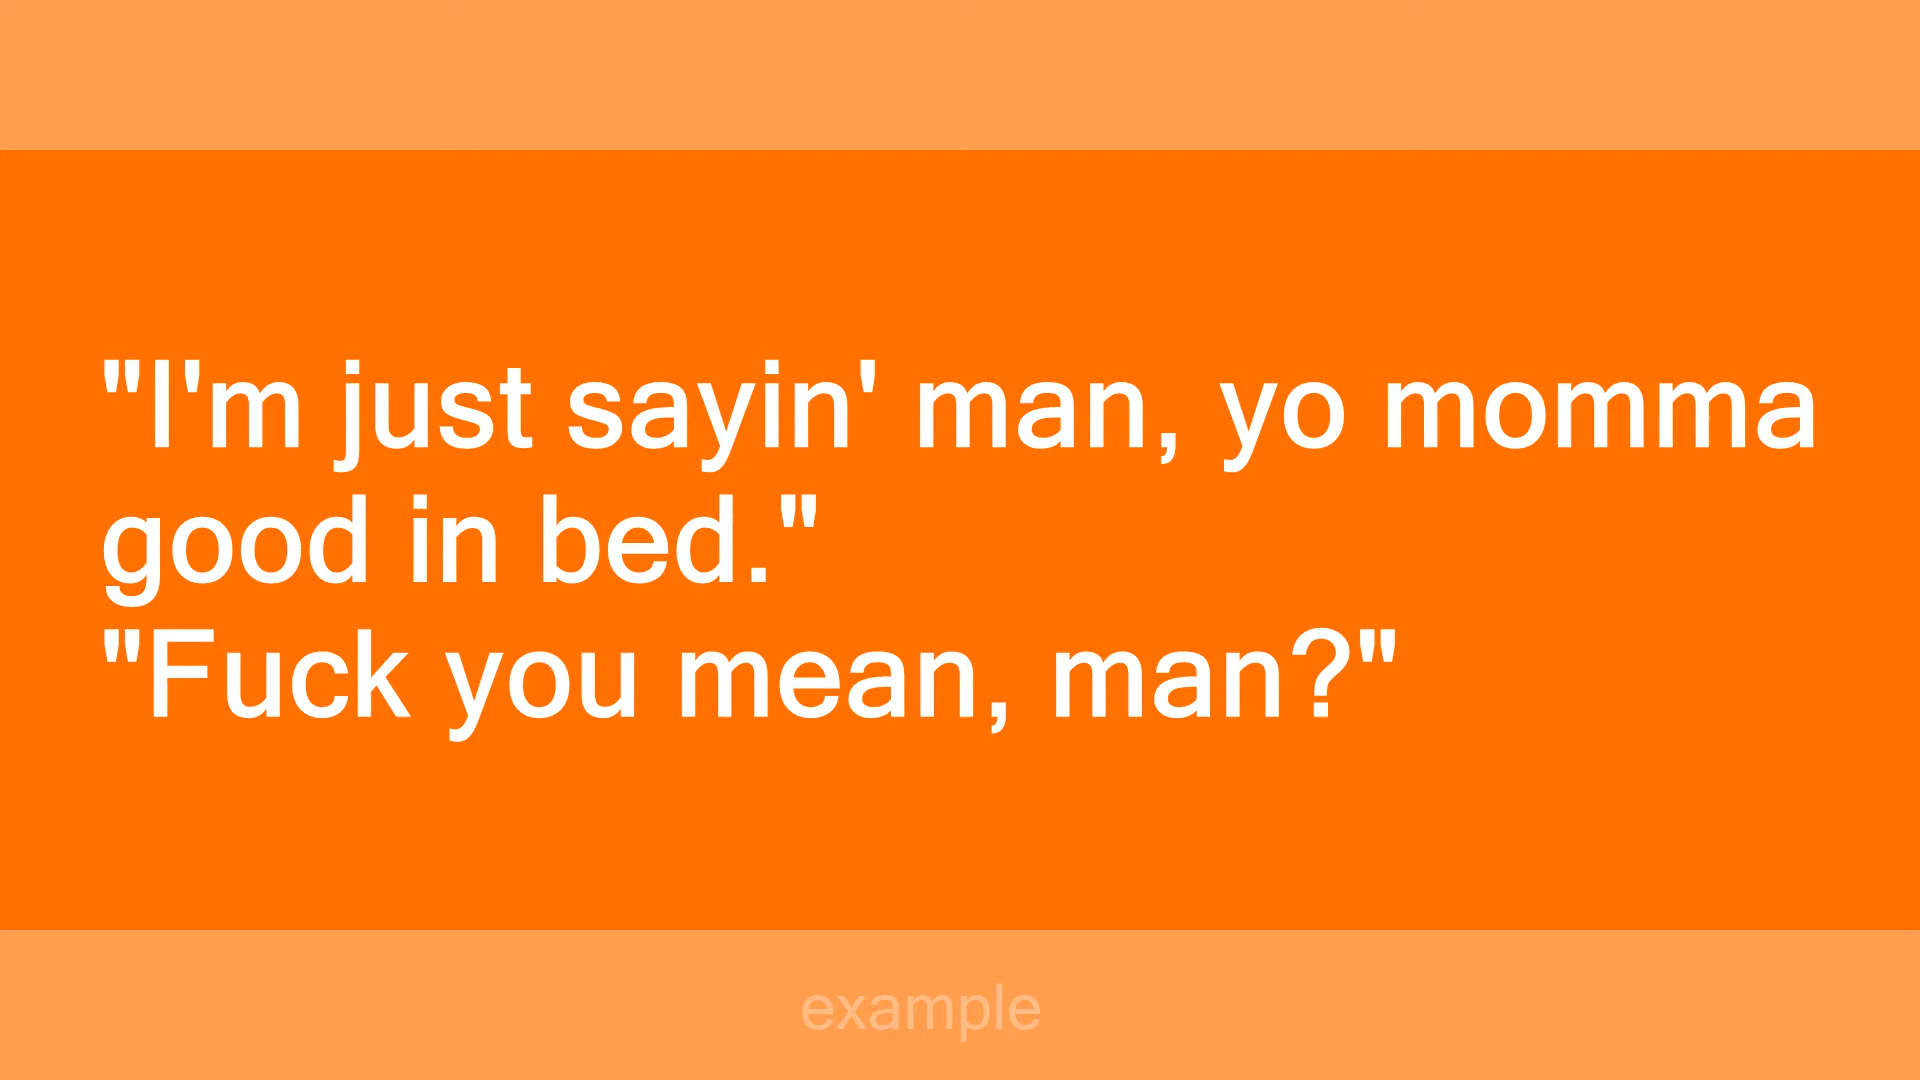 "I'm just sayin' man, yo momma
good in bed."
"Fuck you mean, man?"
example